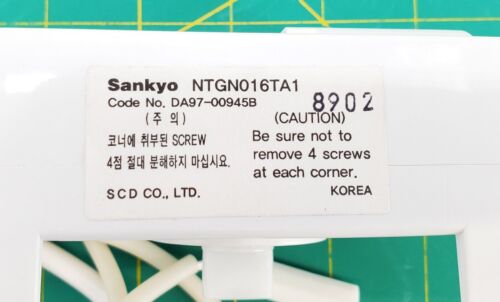 Sankyo NTGN016TA1
Code No. DA97-00945B
8902
(주 의)
코너에 취부된 SCREW
4점 절대 분해하지 마십시요.
(CAUTION)
Be sure not to
remove 4 screws
at each corner.
S C D CO., LTD.
KOREA